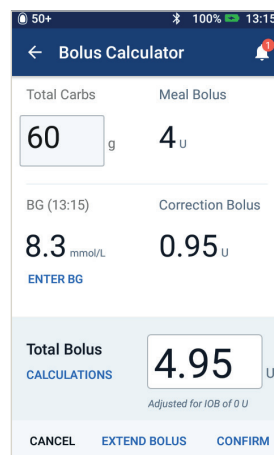 50+ 100% 13:15
Bolus Calculator
Total Carbs Meal Bolus
60 g 4 U
BG (13:15) Correction Bolus
8.3 mmol/L 0.95 U
ENTER BG
Total Bolus
CALCULATIONS 4.95 U
Adjusted for IOB of 0 U
CANCEL EXTEND BOLUS CONFIRM